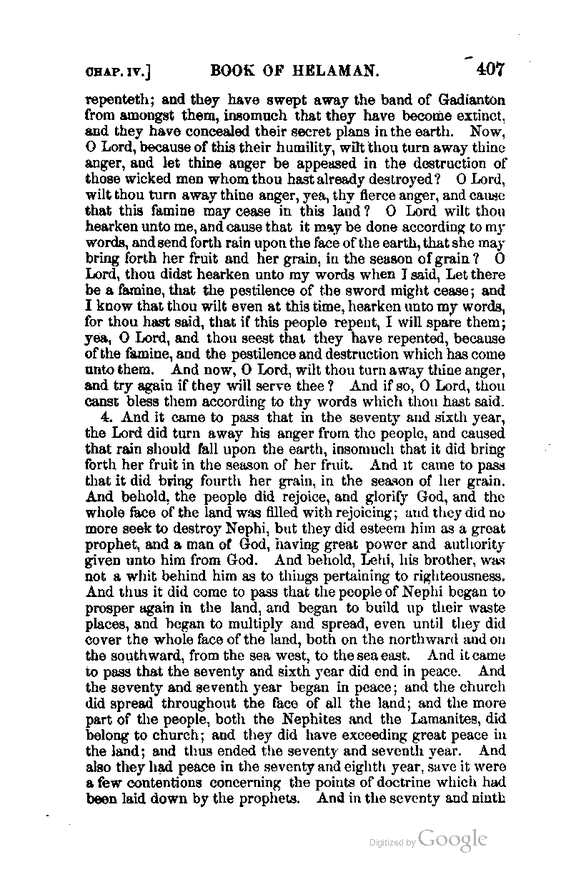 CHAP. IV.] BOOK OF HELAMAN. 407
repenteth; and they have swept away the band of Gadianton
from amongst them, insomuch that they have become extinct,
and they have concealed their secret plans in the earth. Now,
O Lord, because of this their humility, wilt thou turn away thine
anger, and let thine anger be appeased in the destruction of
those wicked men whom thou hast already destroyed? O Lord,
wilt thou turn away thine anger, yea, thy fierce anger, and cause
that this famine may cease in this land? O Lord wilt thou
hearken unto me, and cause that it may be done according to my
words, and send forth rain upon the face of the earth, that she may
bring forth her fruit and her grain, in the season of grain? O
Lord, thou didst hearken unto my words when I said, Let there
be a famine, that the pestilence of the sword might cease; and
I know that thou wilt even at this time, hearken unto my words,
for thou hast said, that if this people repent, I will spare them;
yea, O Lord, and thou seest that they have repented, because
of the famine, and the pestilence and destruction which has come
unto them. And now, O Lord, wilt thou turn away thine anger,
and try again if they will serve thee? And if so, O Lord, thou
canst bless them according to thy words which thou hast said.
4. And it came to pass that in the seventy and sixth year,
the Lord did turn away his anger from the people, and caused
that rain should fall upon the earth, insomuch that it did bring
forth her fruit in the season of her fruit. And it came to pass
that it did bring fourth her grain, in the season of her grain.
And behold, the people did rejoice, and glorify God, and the
whole face of the land was filled with rejoicing; and they did no
more seek to destroy Nephi, but they did esteem him as a great
prophet, and a man of God, having great power and authority
given unto him from God. And behold, Lehi, his brother, was
not a whit behind him as to things pertaining to righteousness.
And thus it did come to pass that the people of Nephi began to
prosper again in the land, and began to build up their waste
places, and began to multiply and spread, even until they did
cover the whole face of the land, both on the northward and on
the southward, from the sea west, to the sea east. And it came
to pass that the seventy and sixth year did end in peace. And
the seventy and seventh year began in peace; and the church
did spread throughout the face of all the land; and the more
part of the people, both the Nephites and the Lamanites, did
belong to church; and they did have exceeding great peace in
the land; and thus ended the seventy and seventh year. And
also they had peace in the seventy and eighth year, save it were
a few contentions concerning the points of doctrine which had
been laid down by the prophets. And in the seventy and ninth
Digitized by Google